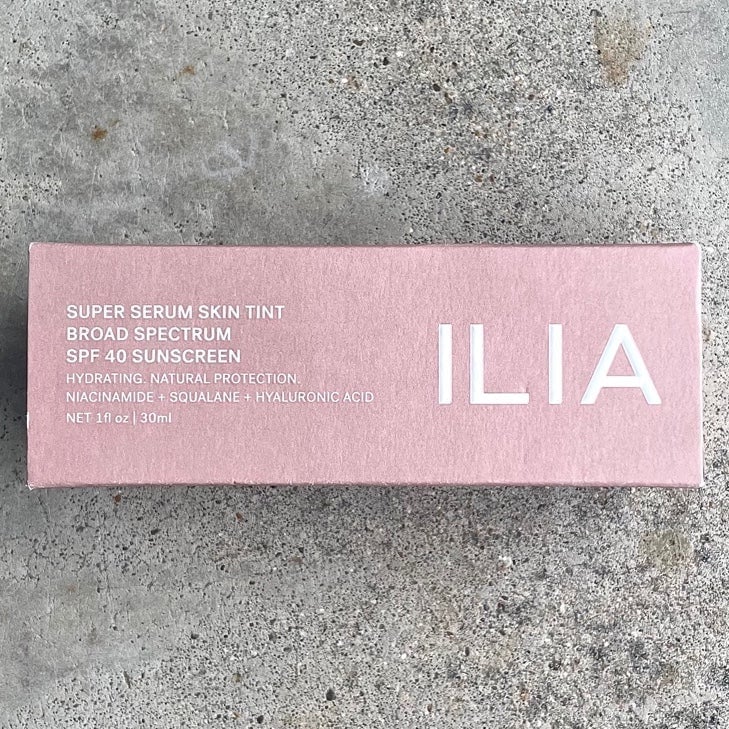 SUPER SERUM SKIN TINT
BROAD SPECTRUM
SPF 40 SUNSCREEN
HYDRATING. NATURAL PROTECTION.
NIACINAMIDE + SQUALANE + HYALURONIC ACID
NET 1fl oz | 30ml
ILIA